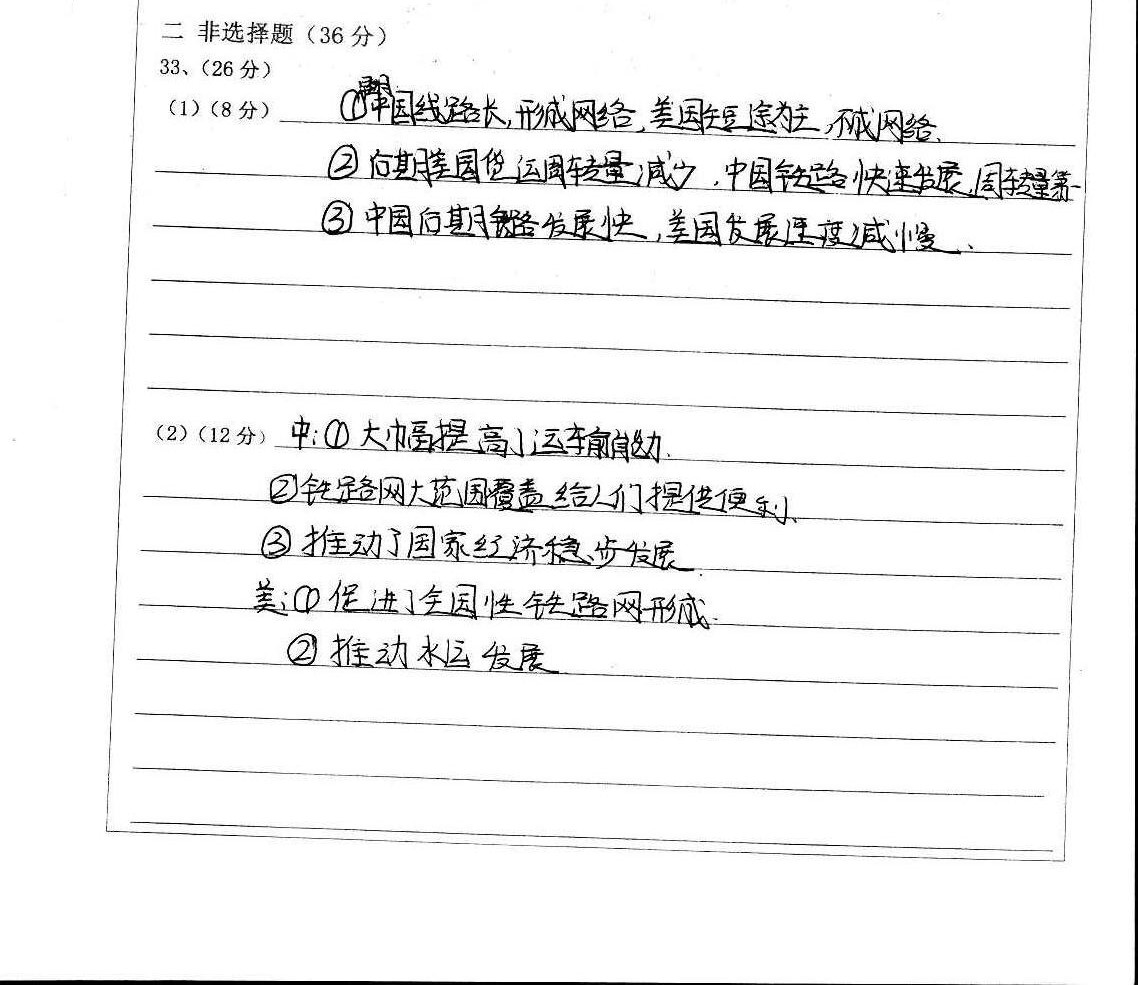 二 非选择题（36 分）
33、（26 分）
（1）（8 分） ①中国线路长,形成网络,美国短途为主,不成网络、
②后期美国货运周转量减少,中国铁路快速发展,周转量第一
③中国后期铁路发展快,美国发展速度减慢、
（2）（12 分） 中:①大幅提高了运输能力.
②铁路网大范围覆盖给人们提供便利、
③推动了国家经济稳步发展.
美:①促进了全国性铁路网形成.
②推动水运发展